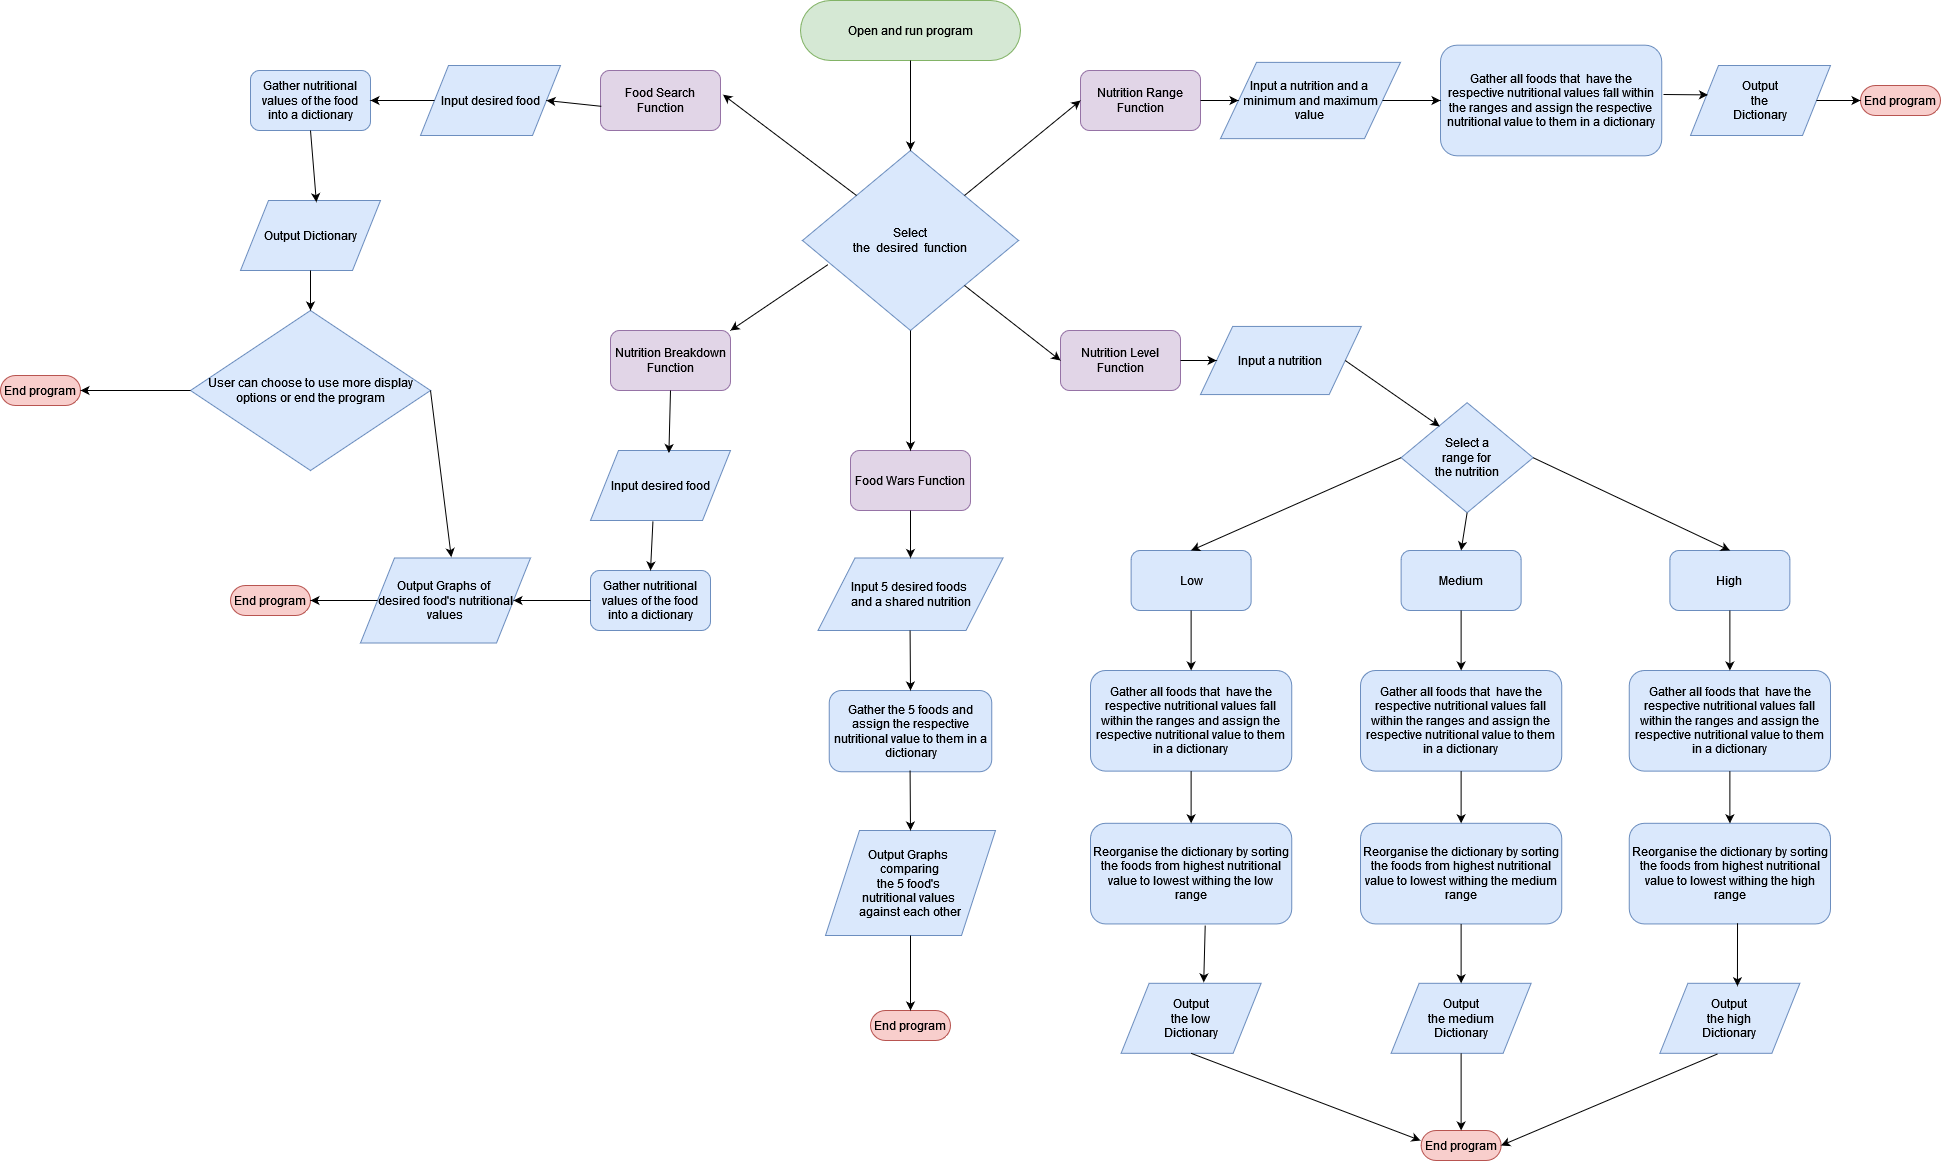 Open and run program
Food Search
Function
Input desired food
Gather nutritional
values of the food
into a dictionary
Output Dictionary
User can choose to use more display
options or end the program
End program
Nutrition Range
Function
Input a nutrition and a
minimum and maximum
value
Gather all foods that have the
respective nutritional values fall within
the ranges and assign the respective
nutritional value to them in a dictionary
Output
the
Dictionary
End program
Select
the desired function
Nutrition Breakdown
Function
Input desired food
Gather nutritional
values of the food
into a dictionary
Output Graphs of
desired food's nutritional
values
End program
Food Wars Function
Input 5 desired foods
and a shared nutrition
Gather the 5 foods and
assign the respective
nutritional value to them in a
dictionary
Output Graphs
comparing
the 5 food's
nutritional values
against each other
End program
Nutrition Level
Function
Input a nutrition
Select a
range for
the nutrition
Low
Gather all foods that have the
respective nutritional values fall
within the ranges and assign the
respective nutritional value to them
in a dictionary
Reorganise the dictionary by sorting
the foods from highest nutritional
value to lowest withing the low
range
Output
the low
Dictionary
Medium
Gather all foods that have the
respective nutritional values fall
within the ranges and assign the
respective nutritional value to them
in a dictionary
Reorganise the dictionary by sorting
the foods from highest nutritional
value to lowest withing the medium
range
Output
the medium
Dictionary
High
Gather all foods that have the
respective nutritional values fall
within the ranges and assign the
respective nutritional value to them
in a dictionary
Reorganise the dictionary by sorting
the foods from highest nutritional
value to lowest withing the high
range
Output
the high
Dictionary
End program